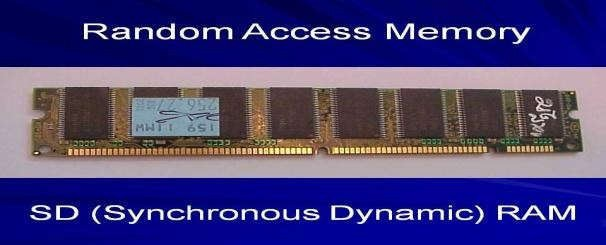 Random Access Memory
SD (Synchronous Dynamic) RAM